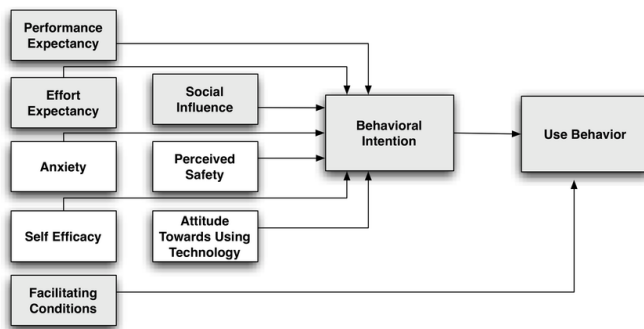 Performance
Expectancy
Effort
Expectancy
Social
Influence
Behavioral
Intention
Use Behavior
Anxiety
Perceived
Safety
Self Efficacy
Attitude
Towards Using
Technology
Facilitating
Conditions